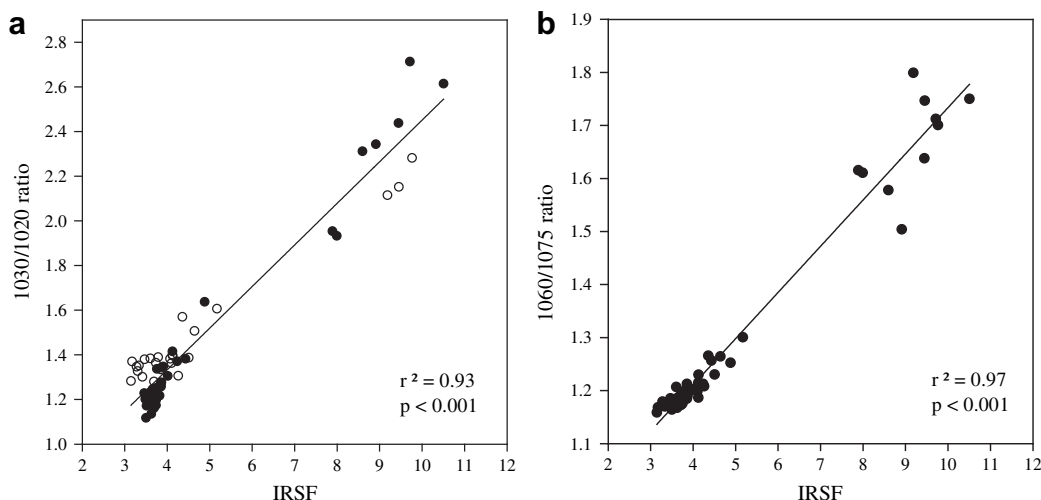 a
1030/1020 ratio
2.8
2.6
2.4
2.2
2.0
1.8
1.6
1.4
1.2
1.0
r² = 0.93
p < 0.001
2 3 4 5 6 7 8 9 10 11 12
IRSF
b
1060/1075 ratio
1.9
1.8
1.7
1.6
1.5
1.4
1.3
1.2
1.1
r² = 0.97
p < 0.001
2 3 4 5 6 7 8 9 10 11 12
IRSF